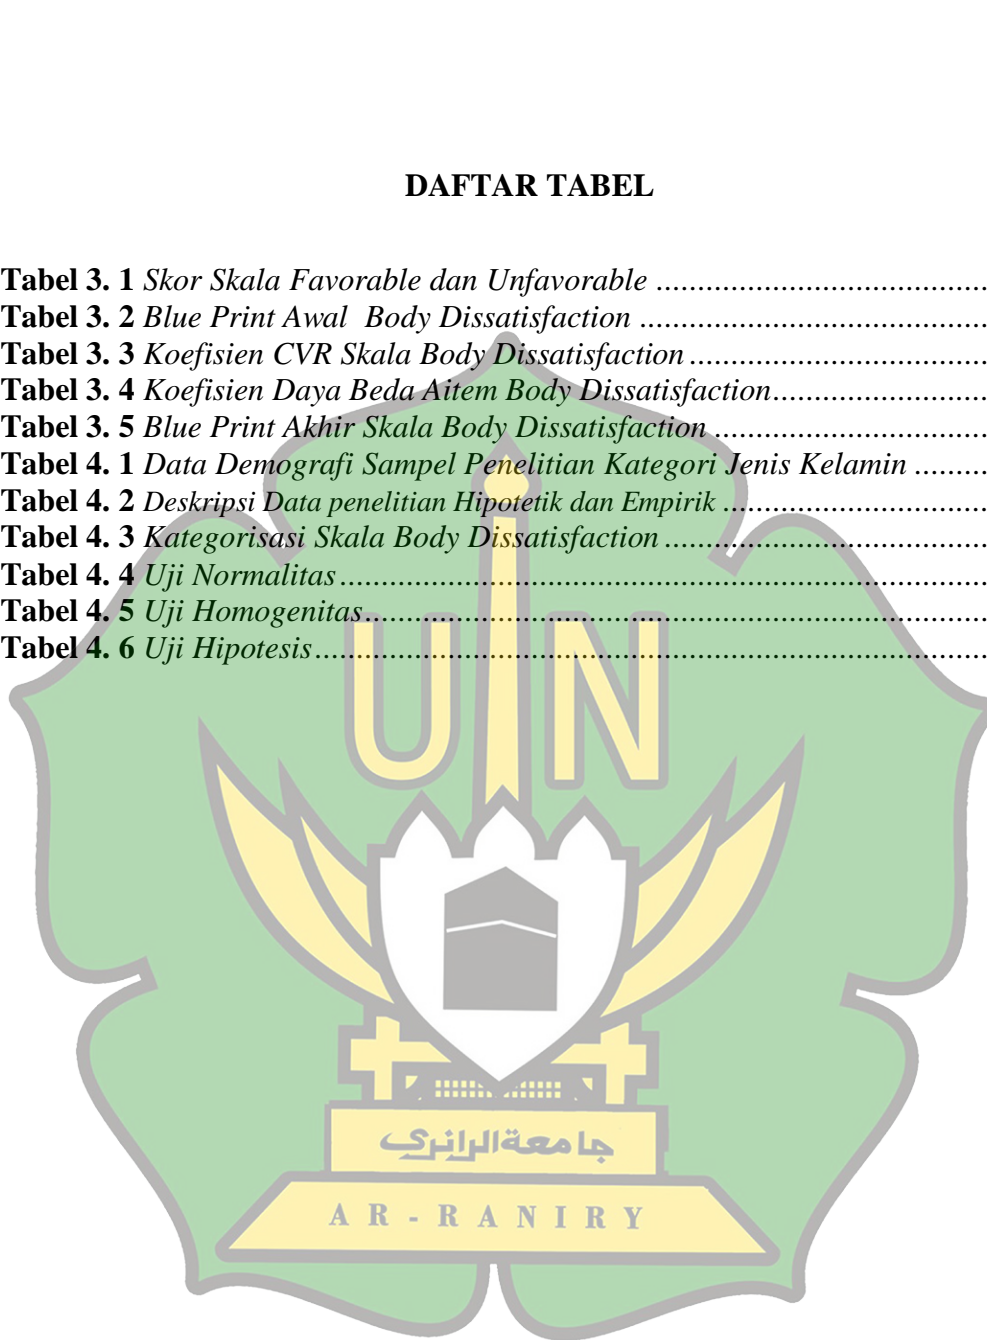 DAFTAR TABEL
Tabel 3. 1 Skor Skala Favorable dan Unfavorable ........................................
Tabel 3. 2 Blue Print Awal  Body Dissatisfaction ..........................................
Tabel 3. 3 Koefisien CVR Skala Body Dissatisfaction ....................................
Tabel 3. 4 Koefisien Daya Beda Aitem Body Dissatisfaction..........................
Tabel 3. 5 Blue Print Akhir Skala Body Dissatisfaction .................................
Tabel 4. 1 Data Demografi Sampel Penelitian Kategori Jenis Kelamin .........
Tabel 4. 2 Deskripsi Data penelitian Hipotetik dan Empirik ................................
Tabel 4. 3 Kategorisasi Skala Body Dissatisfaction .......................................
Tabel 4. 4 Uji Normalitas...............................................................................
Tabel 4. 5 Uji Homogenitas............................................................................
Tabel 4. 6 Uji Hipotesis..................................................................................
UIN
جامعة الرانري
AR-RANIRY